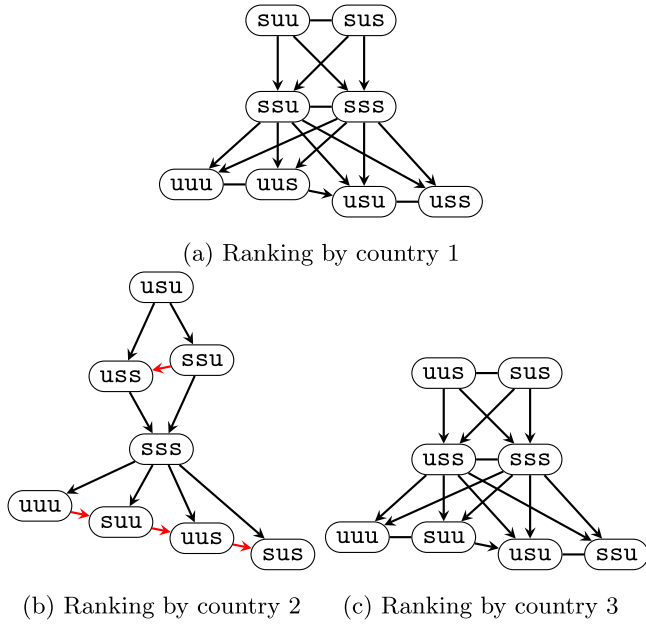 suu sus
ssu sss
uuu uus usu uss
(a) Ranking by country 1
usu
uss ssu
sss
uuu suu uus sus
(b) Ranking by country 2
uus sus
uss sss
uuu suu usu ssu
(c) Ranking by country 3